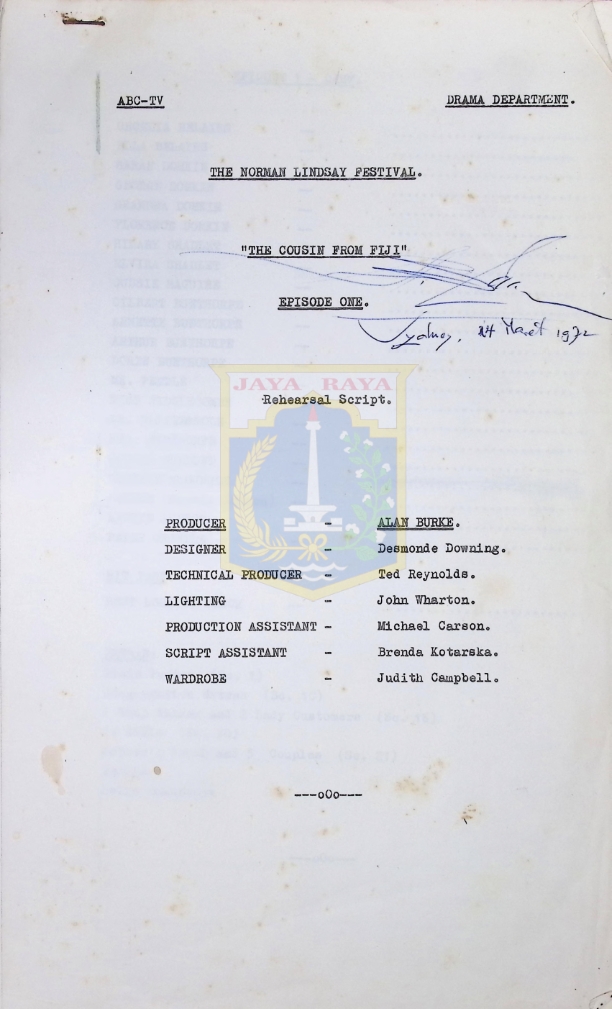 ABC-TV DRAMA DEPARTMENT.
THE NORMAN LINDSAY FESTIVAL.
"THE COUSIN FROM FIJI"
EPISODE ONE.
Sydney, 24 Maret 1972
JAYA RAYA
Rehearsal Script.
PRODUCER - ALAN BURKE.
DESIGNER - Desmonde Downing.
TECHNICAL PRODUCER - Ted Reynolds.
LIGHTING - John Wharton.
PRODUCTION ASSISTANT - Michael Carson.
SCRIPT ASSISTANT - Brenda Kotarska.
WARDROBE - Judith Campbell.
---oOo---